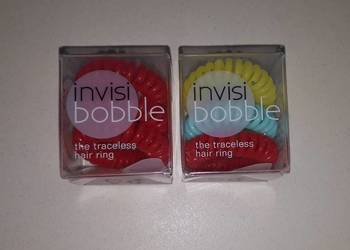 invisi
bobble
the traceless
hair ring
invisi
bobble
the traceless
hair ring